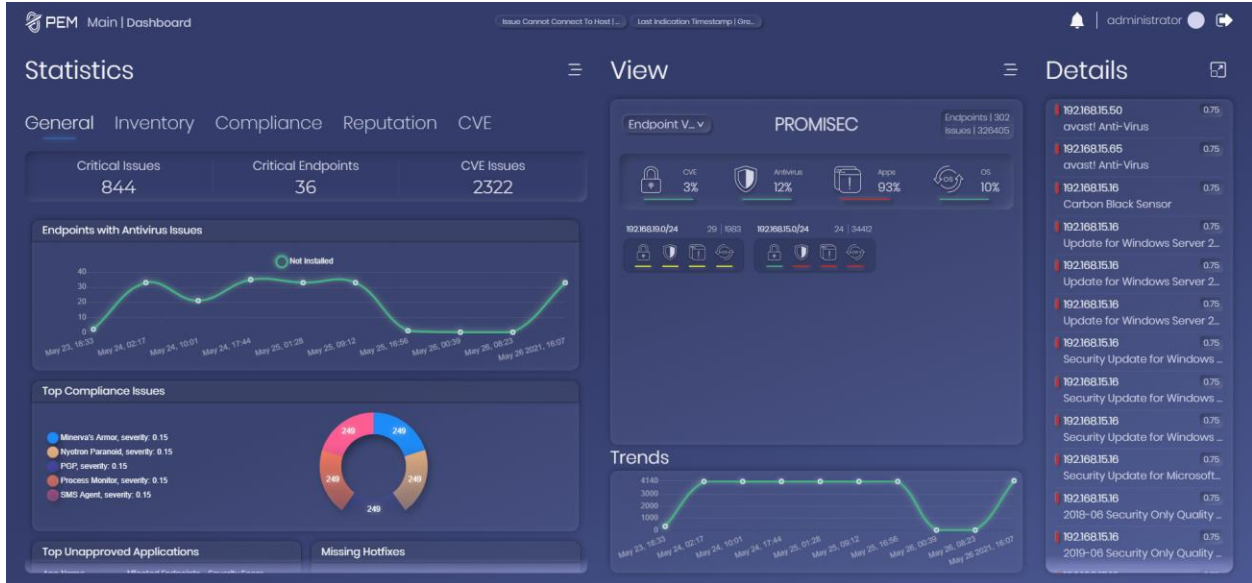 PEM Main | Dashboard
Issue Cannot Connect To Host | ...
Last Indication Timestamp | Gre...
administrator
Statistics
General Inventory Compliance Reputation CVE
Critical Issues Critical Endpoints CVE Issues
844 36 2322
Endpoints with Antivirus Issues
Not Installed
40
30
20
10
0
May 23, 16:33 May 24, 02:17 May 24, 10:01 May 24, 17:44 May 25, 01:28 May 25, 09:12 May 25, 16:56 May 26, 00:39 May 26, 08:23 May 26 2021, 16:07
Top Compliance Issues
Minerva's Armor, severity: 0.15
Nyotron Paranoid, severity: 0.15
PGP, severity: 0.15
Process Monitor, severity: 0.15
SMS Agent, severity: 0.15
249 249
249 249
249
Top Unapproved Applications Missing Hotfixes
View
Endpoint V... PROMISEC
Endpoints | 302
Issues | 326405
CVE
3%
Antivirus
12%
Apps
93%
OS
10%
192.168.19.0/24 29 | 1983 192.168.15.0/24 24 | 34412
Trends
4140
3000
2000
1000
0
May 23, 16:33 May 24, 02:17 May 24, 10:01 May 24, 17:44 May 25, 01:28 May 25, 09:12 May 25, 16:56 May 26, 00:39 May 26, 08:23 May 26 2021, 16:07
Details
192.168.15.50 0.75
avast! Anti-Virus
192.168.15.65 0.75
avast! Anti-Virus
192.168.15.16 0.75
Carbon Black Sensor
192.168.15.16 0.75
Update for Windows Server 2...
192.168.15.16 0.75
Update for Windows Server 2...
192.168.15.16 0.75
Update for Windows Server 2...
192.168.15.16 0.75
Security Update for Windows ...
192.168.15.16 0.75
Security Update for Windows ...
192.168.15.16 0.75
Security Update for Windows ...
192.168.15.16 0.75
Security Update for Microsoft...
192.168.15.16 0.75
2018-06 Security Only Quality ...
192.168.15.16 0.75
2019-06 Security Only Quality ...